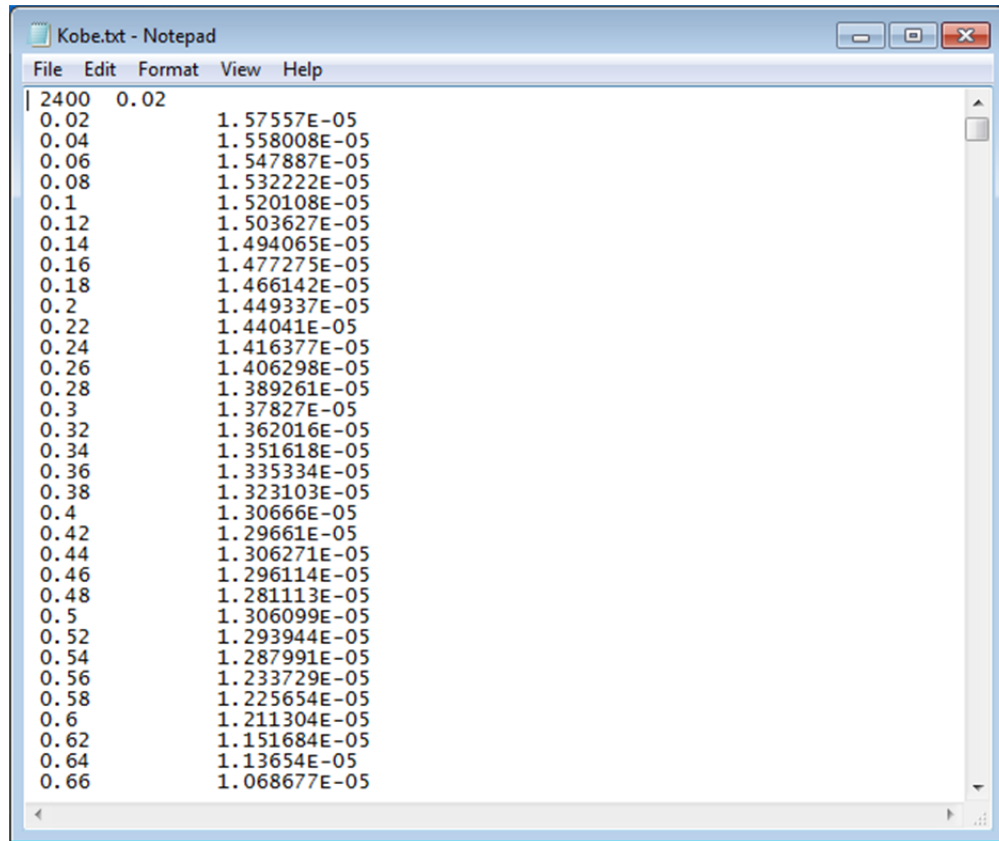 Kobe.txt - Notepad
File Edit Format View Help
2400 0.02
0.02 1.57557E-05
0.04 1.558008E-05
0.06 1.547887E-05
0.08 1.532222E-05
0.1 1.520108E-05
0.12 1.503627E-05
0.14 1.494065E-05
0.16 1.477275E-05
0.18 1.466142E-05
0.2 1.449337E-05
0.22 1.44041E-05
0.24 1.416377E-05
0.26 1.406298E-05
0.28 1.389261E-05
0.3 1.37827E-05
0.32 1.362016E-05
0.34 1.351618E-05
0.36 1.335334E-05
0.38 1.323103E-05
0.4 1.30666E-05
0.42 1.29661E-05
0.44 1.306271E-05
0.46 1.296114E-05
0.48 1.281113E-05
0.5 1.306099E-05
0.52 1.293944E-05
0.54 1.287991E-05
0.56 1.233729E-05
0.58 1.225654E-05
0.6 1.211304E-05
0.62 1.151684E-05
0.64 1.13654E-05
0.66 1.068677E-05